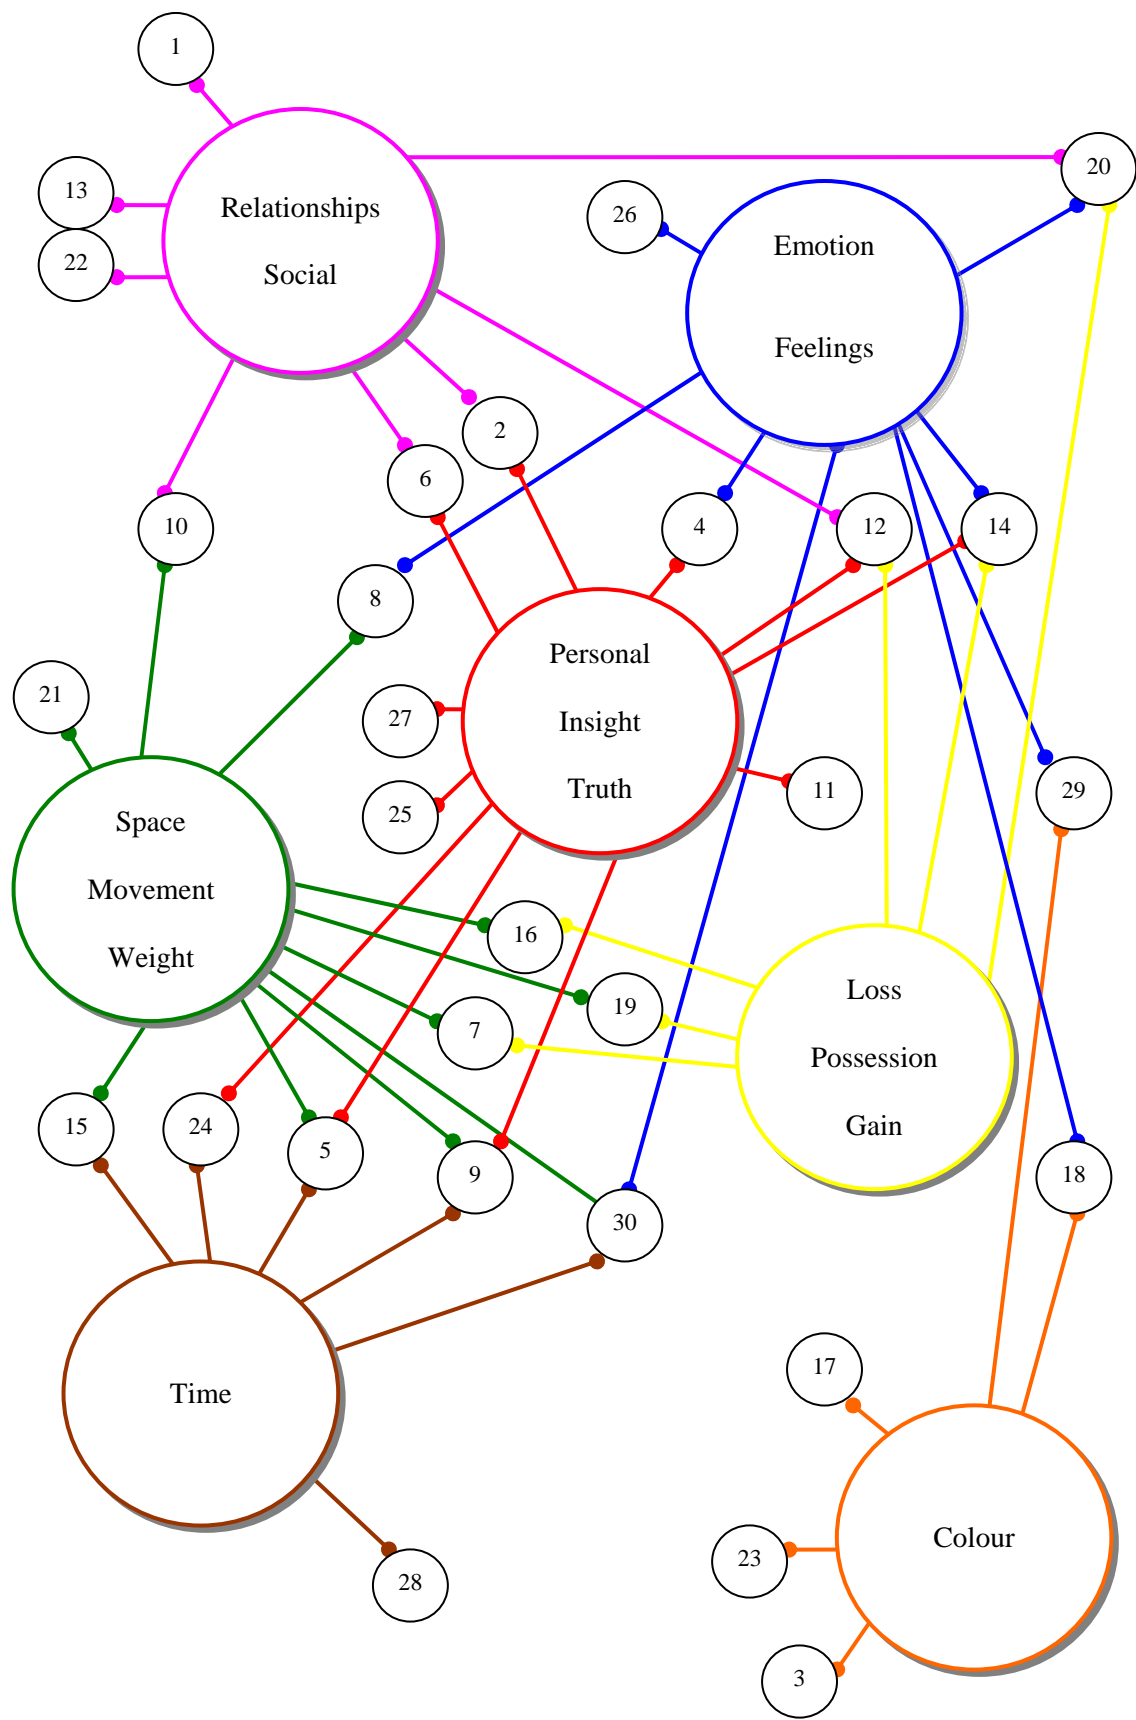 1
13
20
Relationships
26
Emotion
22
Social
Feelings
2
6
10
4
12
14
8
Personal
21
27
Insight
Truth
11
29
25
Space
Movement
16
Weight
Loss
19
7
Possession
Gain
15
24
5
9
18
30
17
Time
Colour
23
28
3